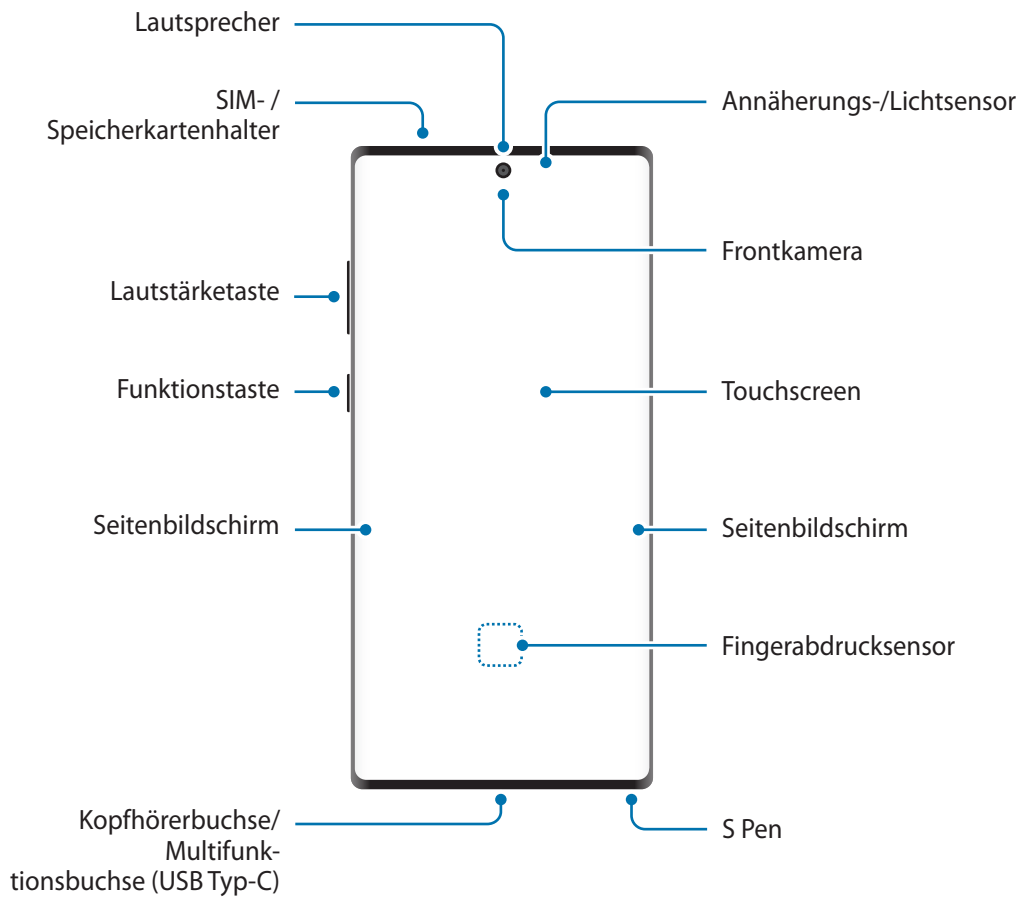 Lautsprecher
SIM- /
Speicherkartenhalter
Lautstärketaste
Funktionstaste
Seitenbildschirm
Kopfhörerbuchse/
Multifunk-
tionsbuchse (USB Typ-C)
Annäherungs-/Lichtsensor
Frontkamera
Touchscreen
Seitenbildschirm
Fingerabdrucksensor
S Pen